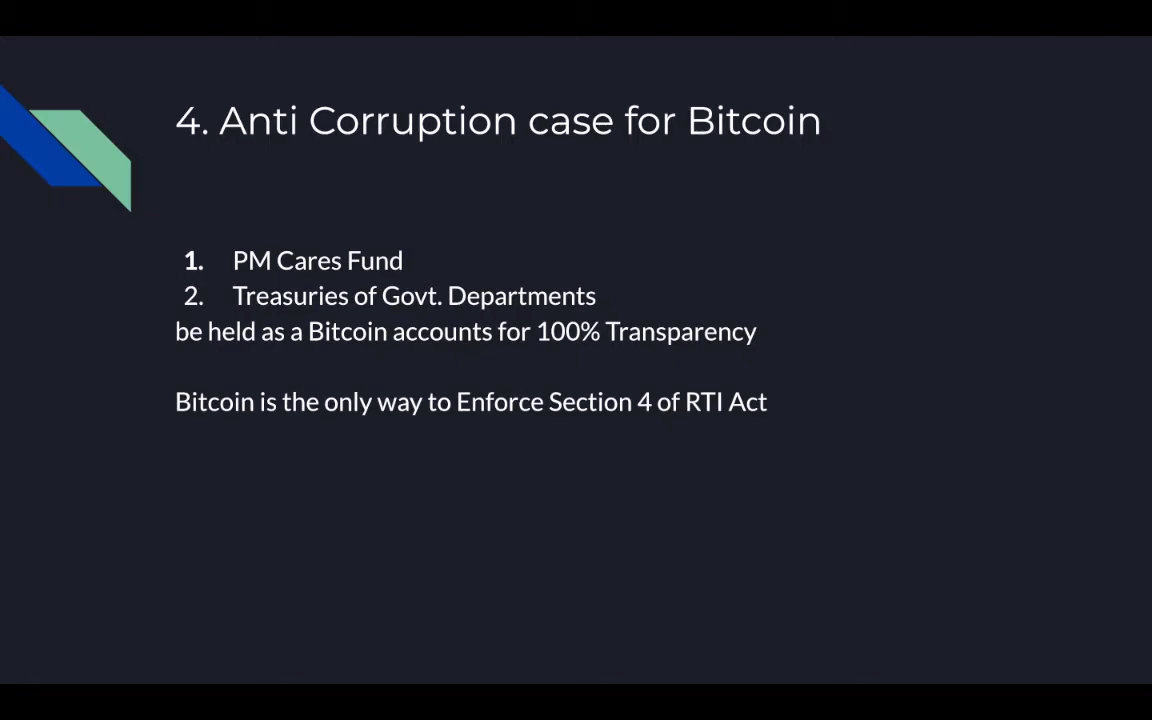 4. Anti Corruption case for Bitcoin
1. PM Cares Fund
2. Treasuries of Govt. Departments
be held as a Bitcoin accounts for 100% Transparency
Bitcoin is the only way to Enforce Section 4 of RTI Act